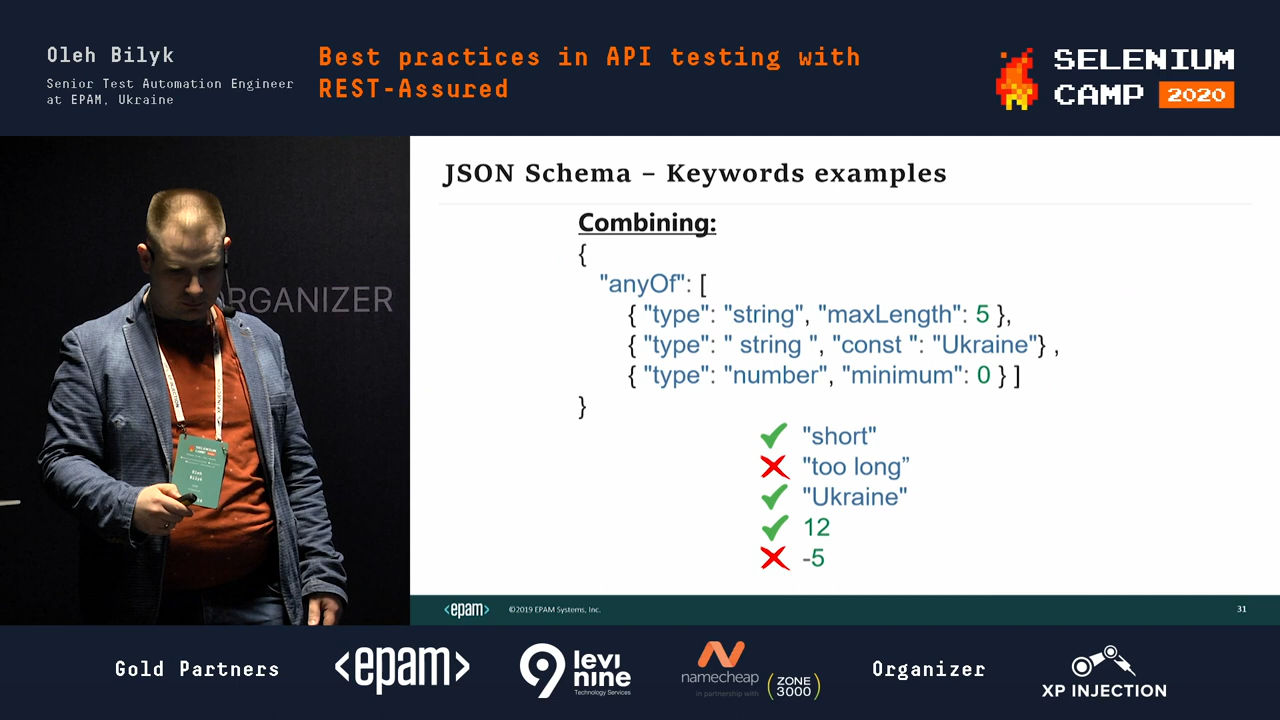 Oleh Bilyk
Senior Test Automation Engineer
at EPAM, Ukraine
Best practices in API testing with
REST-Assured
SELENIUM
CAMP 2020
ORGANIZER
SELENIUM
Oleh
Bilyk
JSON Schema – Keywords examples
Combining:
{
"anyOf": [
{ "type": "string", "maxLength": 5 },
{ "type": " string ", "const ": "Ukraine"} ,
{ "type": "number", "minimum": 0 } ]
}
"short"
"too long”
"Ukraine"
12
-5
<epam> ©2019 EPAM Systems, Inc. 31
Gold Partners
<epam>
levi
nine
Technology Services
namecheap
in partnership with
ZONE
3000
Organizer
XP INJECTION